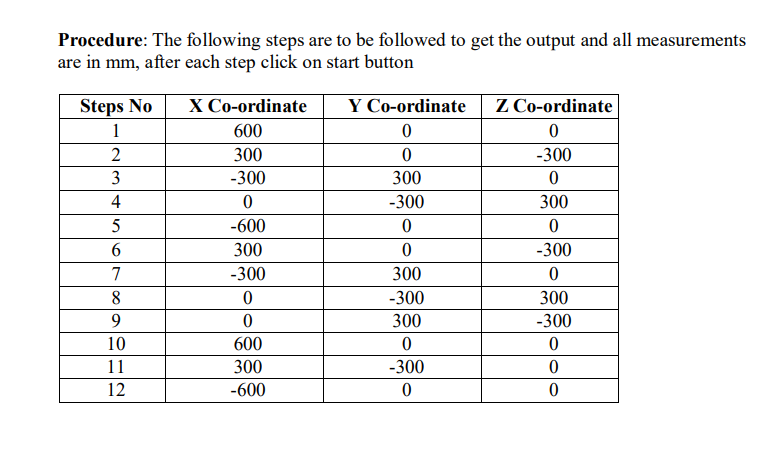 Procedure: The following steps are to be followed to get the output and all measurements
are in mm, after each step click on start button
Steps No X Co-ordinate Y Co-ordinate Z Co-ordinate
1 600 0 0
2 300 0 -300
3 -300 300 0
4 0 -300 300
5 -600 0 0
6 300 0 -300
7 -300 300 0
8 0 -300 300
9 0 300 -300
10 600 0 0
11 300 -300 0
12 -600 0 0